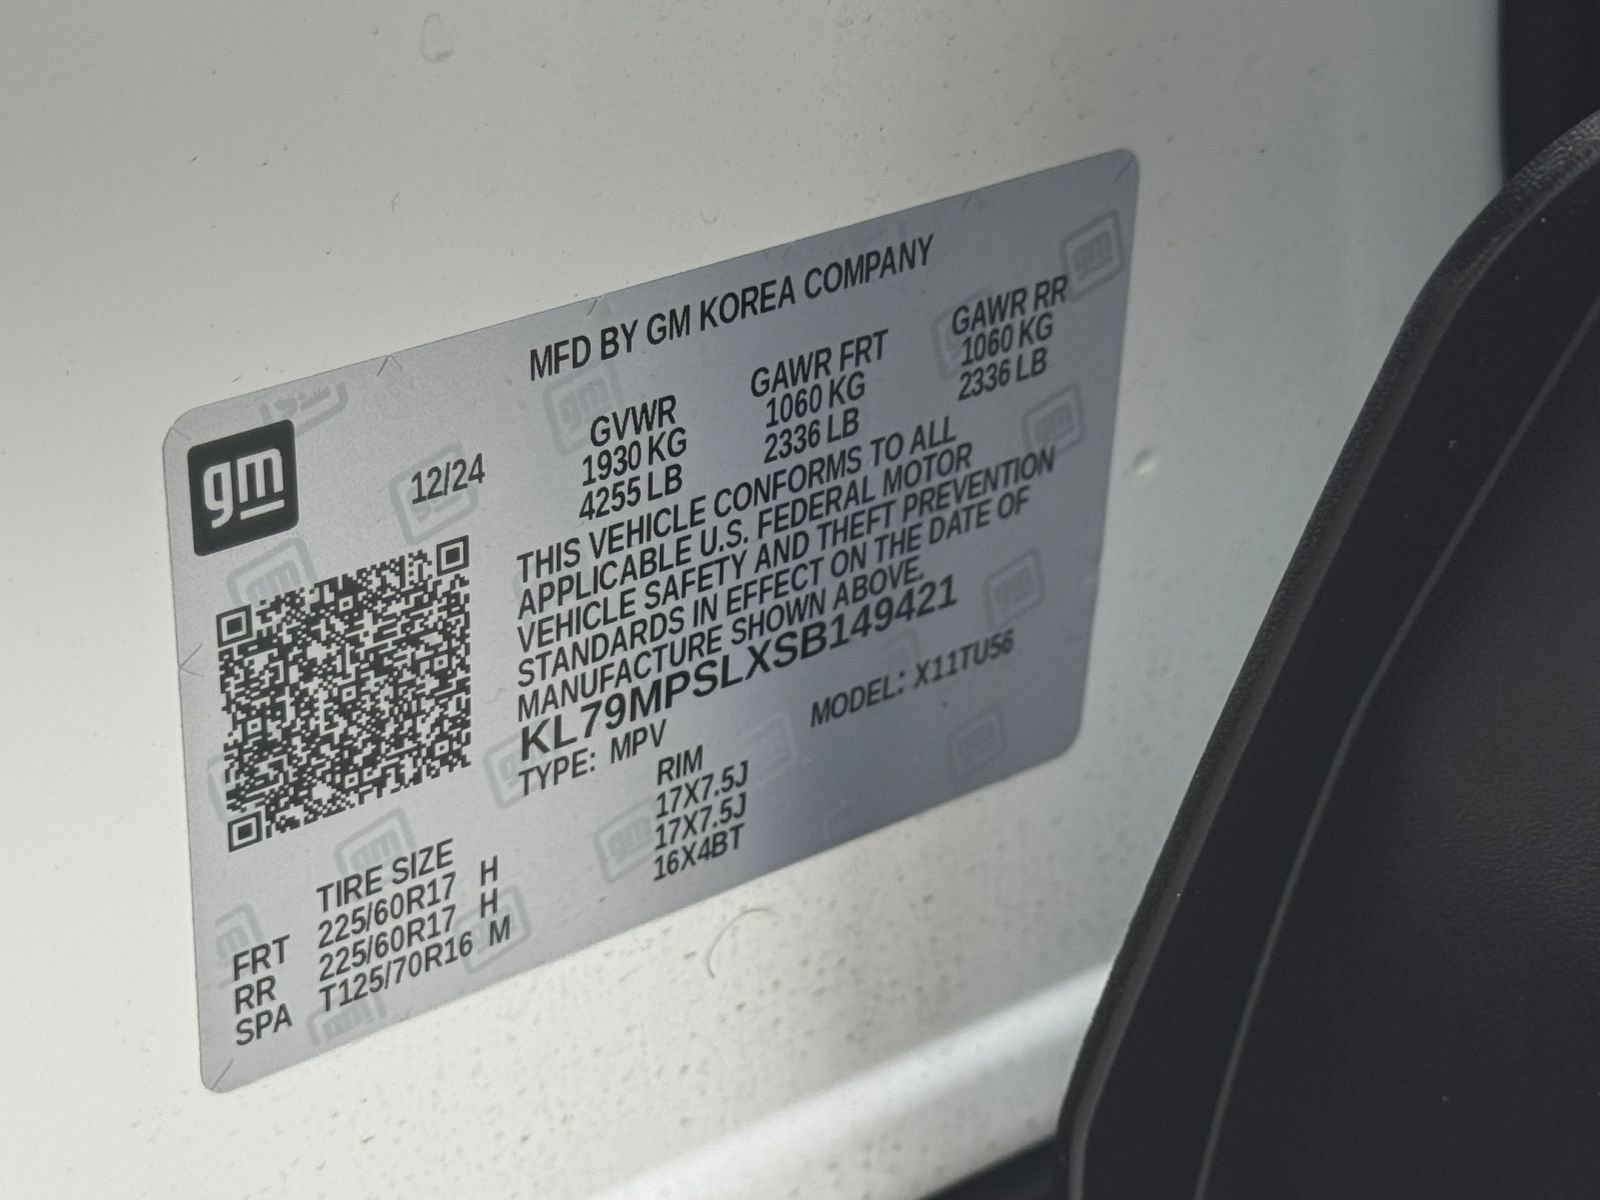 MFD BY GM KOREA COMPANY
gm
12/24
GVWR GAWR FRT GAWR RR
1930 KG 1060 KG 1060 KG
4255 LB 2336 LB 2336 LB
THIS VEHICLE CONFORMS TO ALL
APPLICABLE U.S. FEDERAL MOTOR
VEHICLE SAFETY AND THEFT PREVENTION
STANDARDS IN EFFECT ON THE DATE OF
MANUFACTURE SHOWN ABOVE.
KL79MPSLXSB149421
TYPE: MPV MODEL: X11TU56
TIRE SIZE RIM
FRT 225/60R17 H 17X7.5J
RR 225/60R17 H 17X7.5J
SPA T125/70R16 M 16X4BT